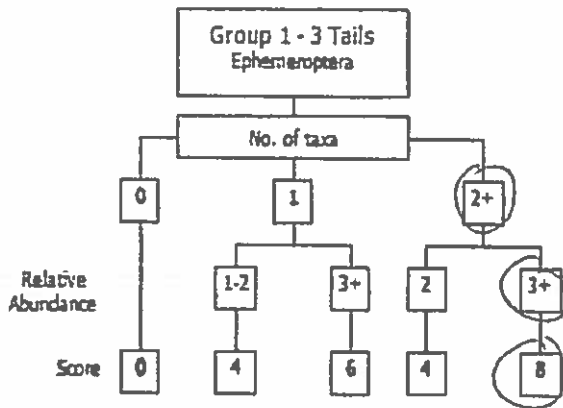 Group 1 - 3 Tails
Ephemeroptera
No. of taxa
0 1 2+
Relative
Abundance
1-2 3+ 2 3+
Score 0 4 6 4 8